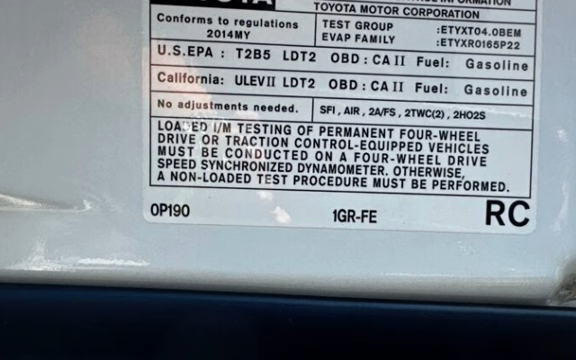 TOYOTA
INFORMATION
TOYOTA MOTOR CORPORATION
Conforms to regulations
2014MY
TEST GROUP :ETYXT04.0BEM
EVAP FAMILY :ETYXR0165P22
U.S.EPA : T2B5 LDT2 OBD : CA II Fuel: Gasoline
California: ULEVII LDT2 OBD : CA II Fuel: Gasoline
No adjustments needed. SFI , AIR , 2A/FS , 2TWC(2) , 2HO2S
LOADED I/M TESTING OF PERMANENT FOUR-WHEEL
DRIVE OR TRACTION CONTROL-EQUIPPED VEHICLES
MUST BE CONDUCTED ON A FOUR-WHEEL DRIVE
SPEED SYNCHRONIZED DYNAMOMETER. OTHERWISE,
A NON-LOADED TEST PROCEDURE MUST BE PERFORMED.
0P190 1GR-FE RC